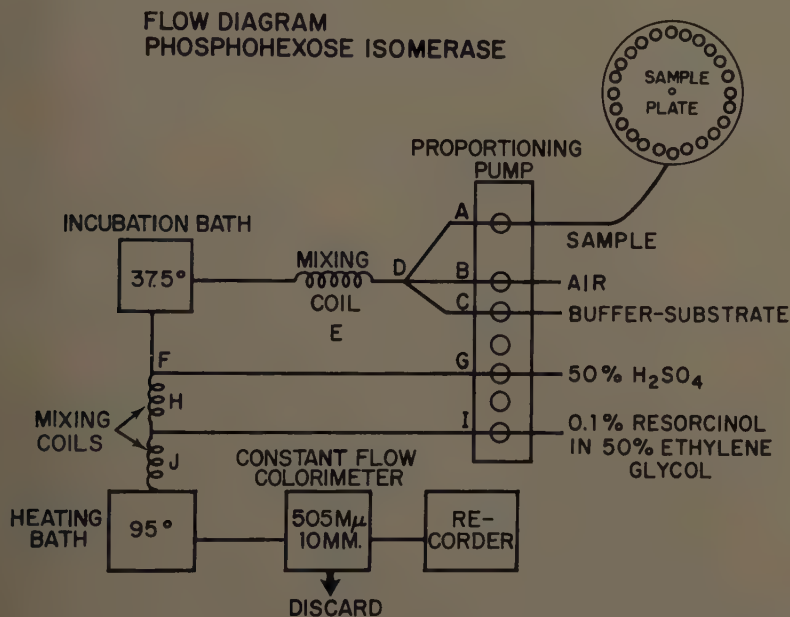 FLOW DIAGRAM
PHOSPHOHEXOSE ISOMERASE
SAMPLE
PLATE
PROPORTIONING
PUMP
A
SAMPLE
INCUBATION BATH
37.5°
MIXING
COIL
E
D
B
AIR
C
BUFFER-SUBSTRATE
F
G
50% H₂SO₄
H
MIXING
COILS
I
0.1% RESORCINOL
IN 50% ETHYLENE
GLYCOL
J
CONSTANT FLOW
COLORIMETER
HEATING
BATH
95°
505Mμ
10MM.
RE-
CORDER
DISCARD